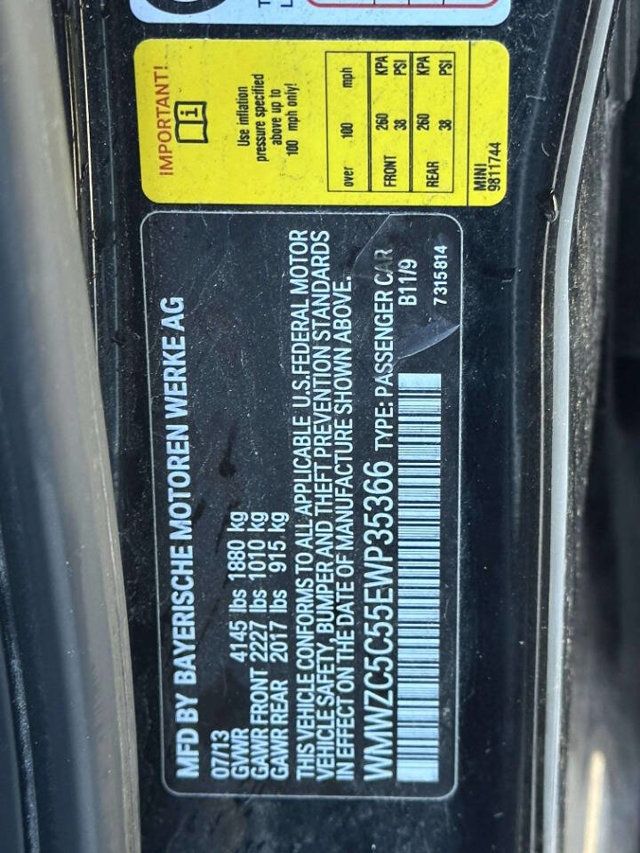 MFD BY BAYERISCHE MOTOREN WERKE AG
07/13
GVWR 4145 lbs 1880 kg
GAWR FRONT 2227 lbs 1010 kg
GAWR REAR 2017 lbs 915 kg
THIS VEHICLE CONFORMS TO ALL APPLICABLE U.S.FEDERAL MOTOR
VEHICLE SAFETY, BUMPER AND THEFT PREVENTION STANDARDS
IN EFFECT ON THE DATE OF MANUFACTURE SHOWN ABOVE.
WMWZC5C55EWP35366 TYPE: PASSENGER CAR
B11/9
7 315 814
IMPORTANT!
Use inflation
pressure specified
above up to
100 mph only!
over 100 mph
FRONT 260 KPA
38 PSI
REAR 260 KPA
38 PSI
MINI
9811744